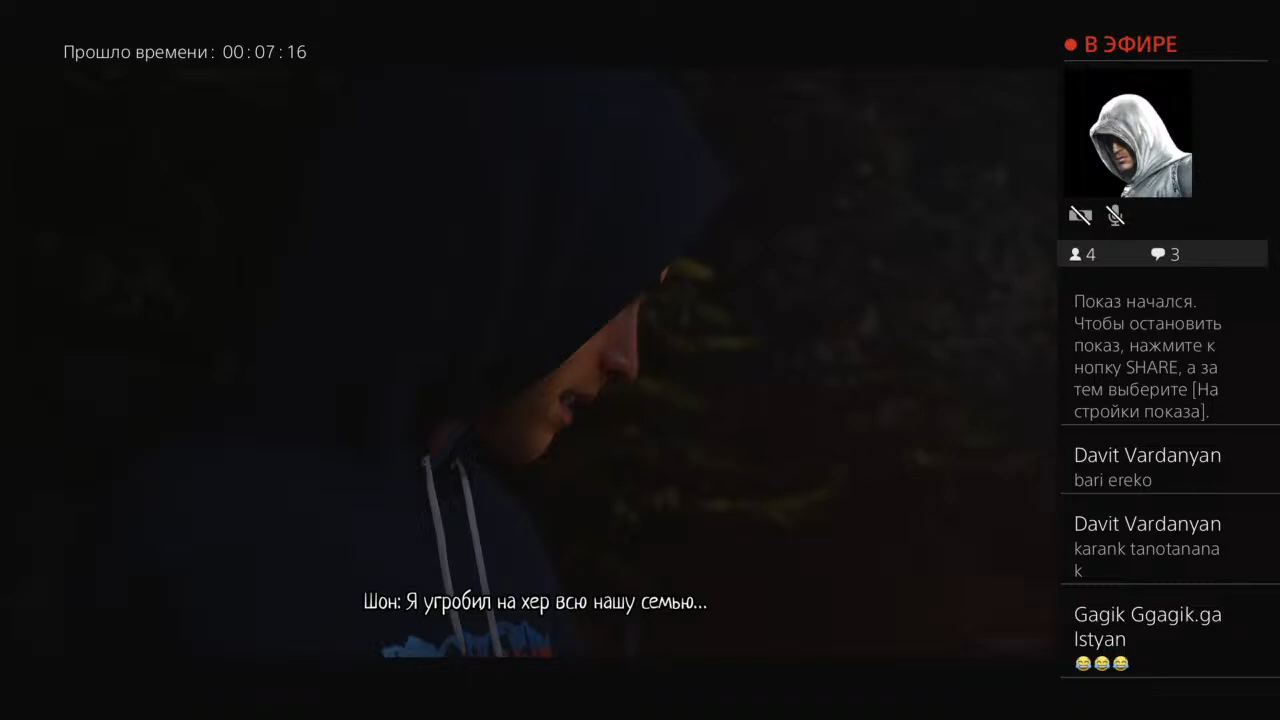 Прошло времени: 00:07:16
В ЭФИРЕ
4 3
Показ начался.
Чтобы остановить
показ, нажмите к
нопку SHARE, а за
тем выберите [На
стройки показа].
Davit Vardanyan
bari ereko
Davit Vardanyan
karank tanotanana
k
Gagik Ggagik.ga
lstyan
😂😂😂
Шон: Я угробил на хер всю нашу семью...